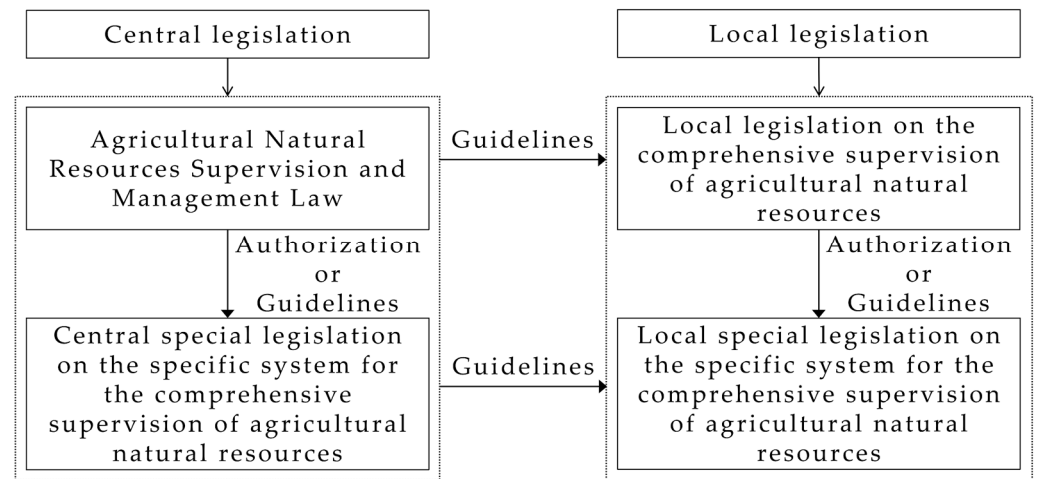 Central legislation
Local legislation
Agricultural Natural
Resources Supervision and
Management Law
Guidelines
Local legislation on the
comprehensive supervision
of agricultural natural
resources
Authorization
or
Guidelines
Authorization
or
Guidelines
Central special legislation
on the specific system for
the comprehensive
supervision of agricultural
natural resources
Guidelines
Local special legislation on
the specific system for the
comprehensive supervision
of agricultural natural
resources